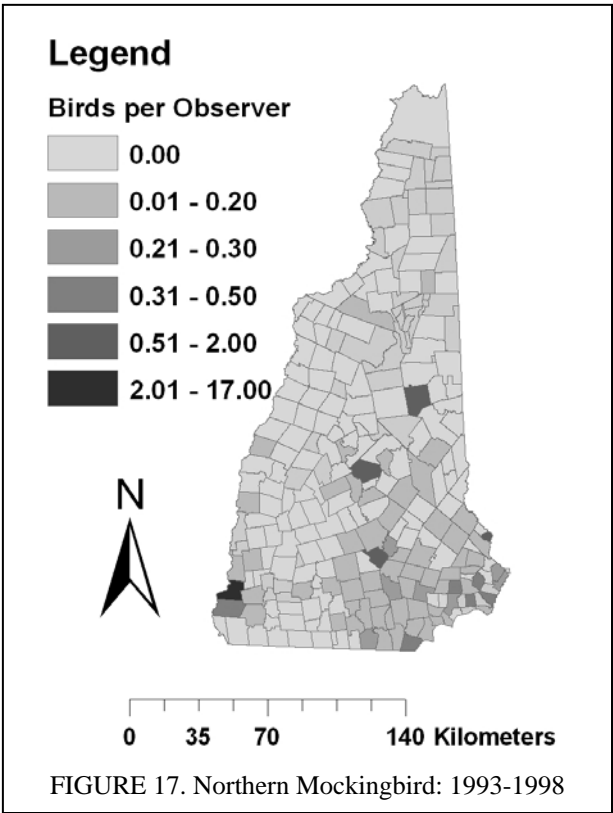 Legend
Birds per Observer
0.00
0.01 - 0.20
0.21 - 0.30
0.31 - 0.50
0.51 - 2.00
2.01 - 17.00
N
0 35 70 140 Kilometers
FIGURE 17. Northern Mockingbird: 1993-1998